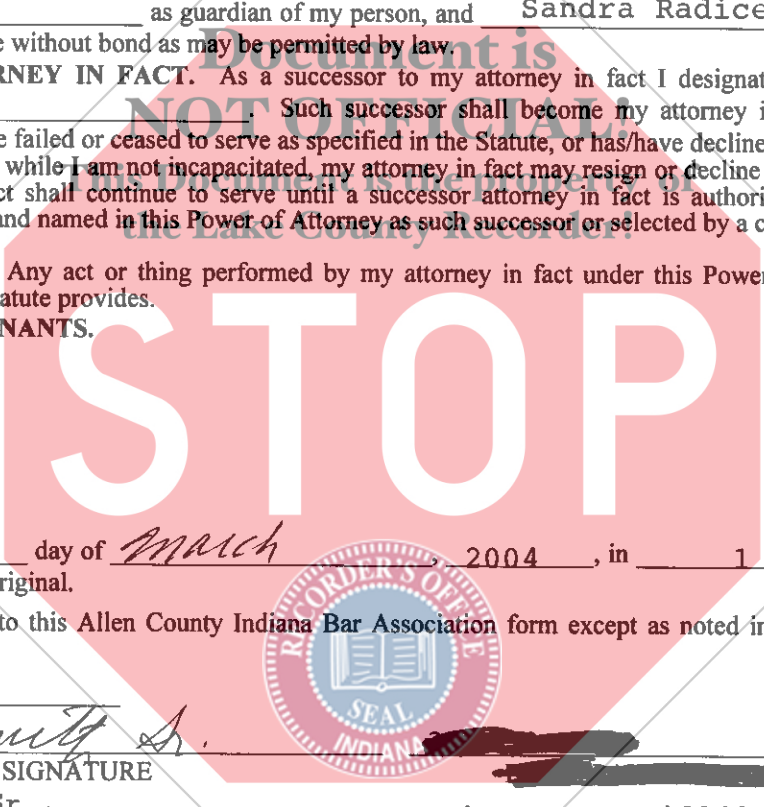 as guardian of my person, and Sandra Radice
e without bond as may be permitted by law.
Document is
RNEY IN FACT. As a successor to my attorney in fact I designat
NOT OFFICIAL!
. Such successor shall become my attorney i
e failed or ceased to serve as specified in the Statute, or has/have decline
while I am not incapacitated, my attorney in fact may resign or decline
This Document is the property of
ct shall continue to serve until a successor attorney in fact is authori
and named in this Power of Attorney as such successor or selected by a c
the Lake County Recorder!
Any act or thing performed by my attorney in fact under this Power
atute provides.
NANTS.
STOP
day of March, 2004, in 1
riginal.
RECORDER'S OFFICE
to this Allen County Indiana Bar Association form except as noted in
SEAL
INDIANA
Sr.
SIGNATURE